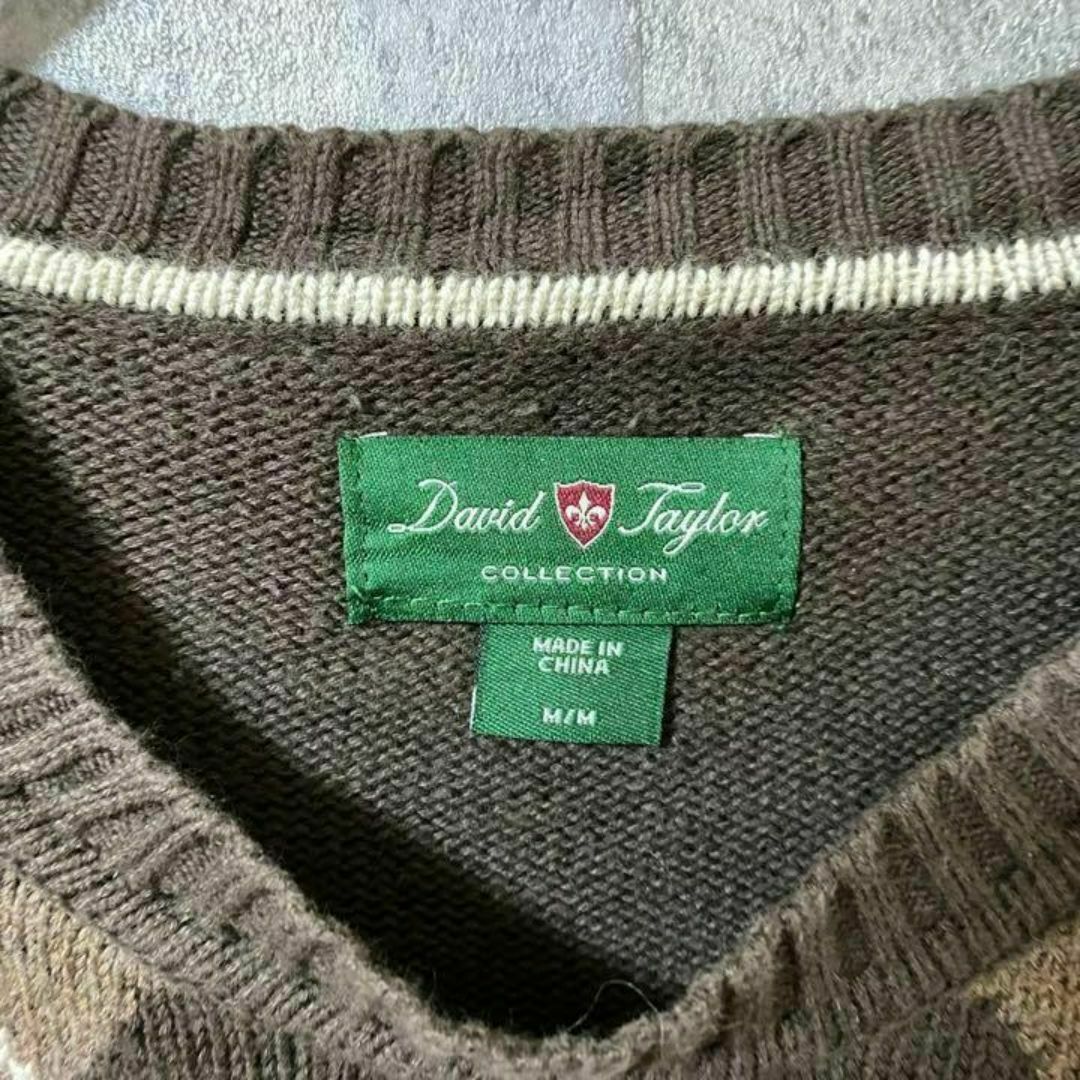 David Taylor
COLLECTION
MADE IN
CHINA
M/M